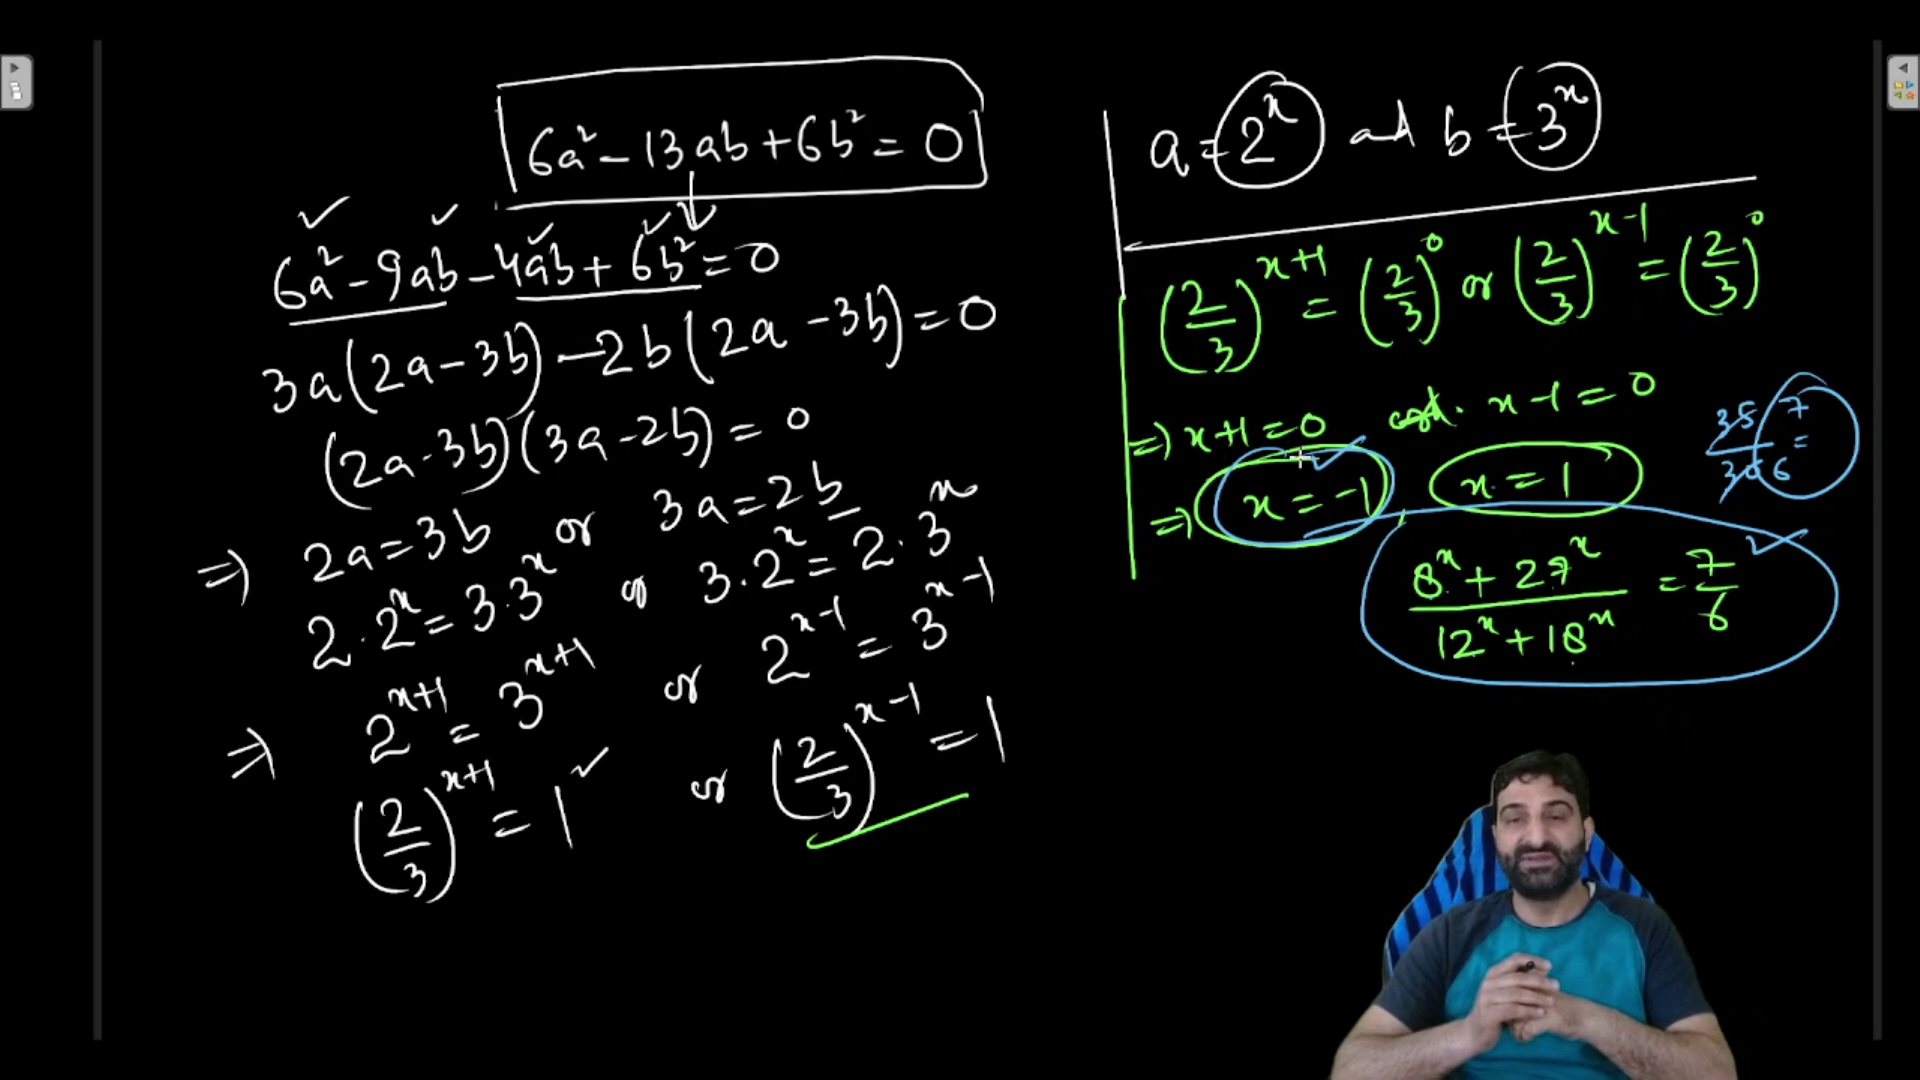 6a² - 13ab + 6b² = 0
6a² - 9ab - 4ab + 6b² = 0
3a(2a - 3b) - 2b(2a - 3b) = 0
(2a - 3b)(3a - 2b) = 0
⇒ 2a = 3b or 3a = 2b
2·2ˣ = 3·3ˣ or 3·2ˣ = 2·3ˣ
⇒ 2ˣ⁺¹ = 3ˣ⁺¹ or 2ˣ⁻¹ = 3ˣ⁻¹
(2/3)ˣ⁺¹ = 1 ✓ or (2/3)ˣ⁻¹ = 1
a = 2ˣ and b = 3ˣ
(2/3)ˣ⁺¹ = (2/3)⁰ or (2/3)ˣ⁻¹ = (2/3)⁰
⇒ x+1 = 0 x-1 = 0
⇒ x = -1, x = 1
(8ˣ + 27ˣ)/(12ˣ + 18ˣ) = 7/6 ✓
35/30 = 7/6